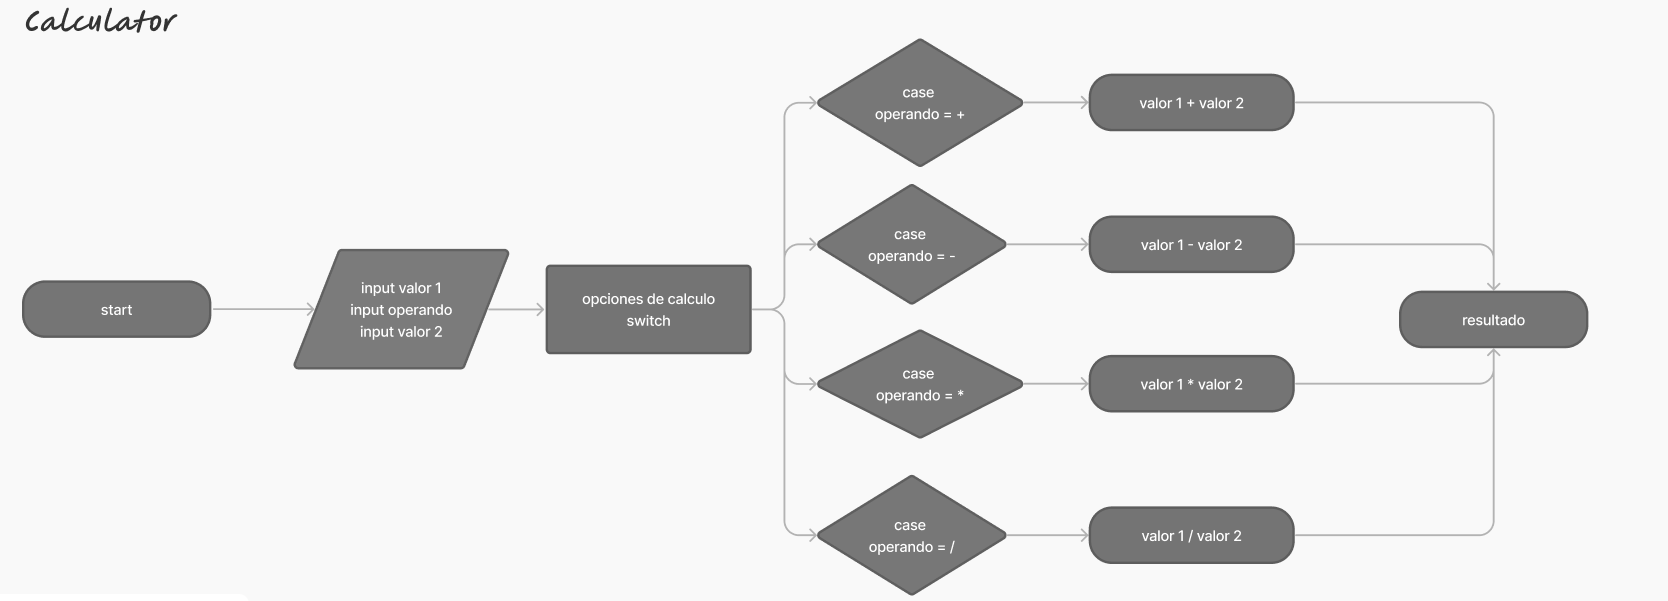 Calculator
start
input valor 1
input operando
input valor 2
opciones de calculo
switch
case
operando = +
valor 1 + valor 2
case
operando = -
valor 1 - valor 2
case
operando = *
valor 1 * valor 2
case
operando = /
valor 1 / valor 2
resultado